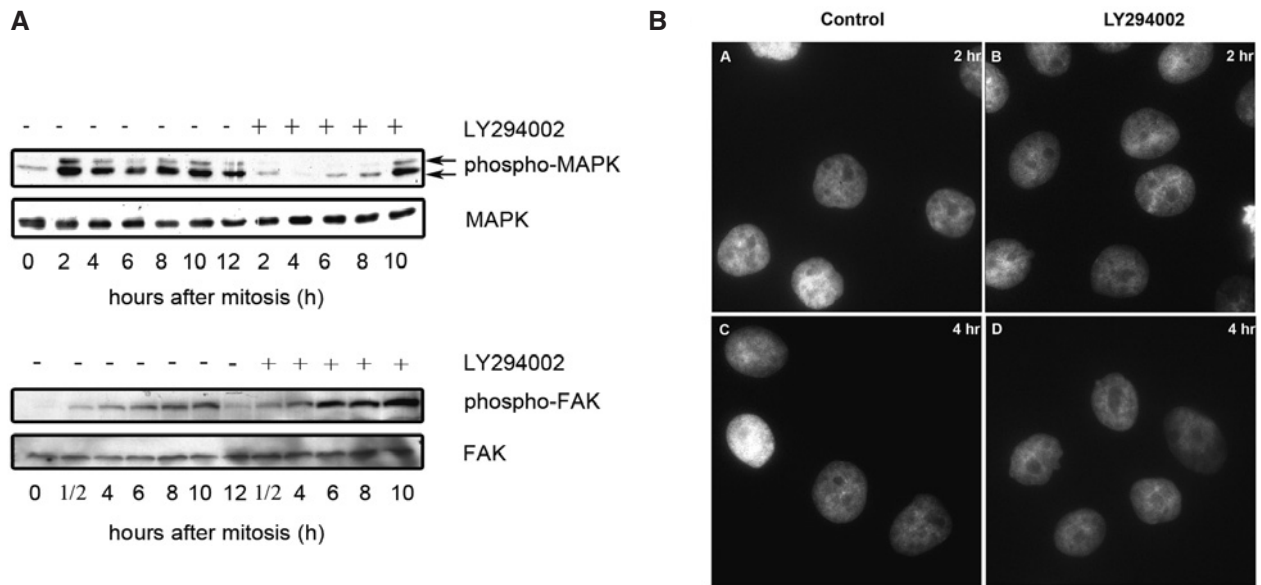 A
- - - - - - - + + + + + LY294002
phospho-MAPK
MAPK
0 2 4 6 8 10 12 2 4 6 8 10
hours after mitosis (h)
- - - - - - - + + + + + LY294002
phospho-FAK
FAK
0 1/2 4 6 8 10 12 1/2 4 6 8 10
hours after mitosis (h)
B
Control LY294002
A 2 hr B 2 hr
C 4 hr D 4 hr